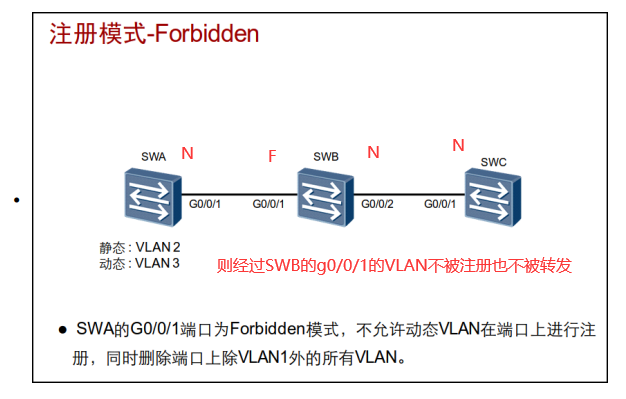 注册模式-Forbidden
N F N N
SWA SWB SWC
G0/0/1 G0/0/1 G0/0/2 G0/0/1
静态 : VLAN 2
动态 : VLAN 3
则经过SWB的g0/0/1的VLAN不被注册也不被转发
● SWA的G0/0/1端口为Forbidden模式，不允许动态VLAN在端口上进行注
册，同时删除端口上除VLAN1外的所有VLAN。